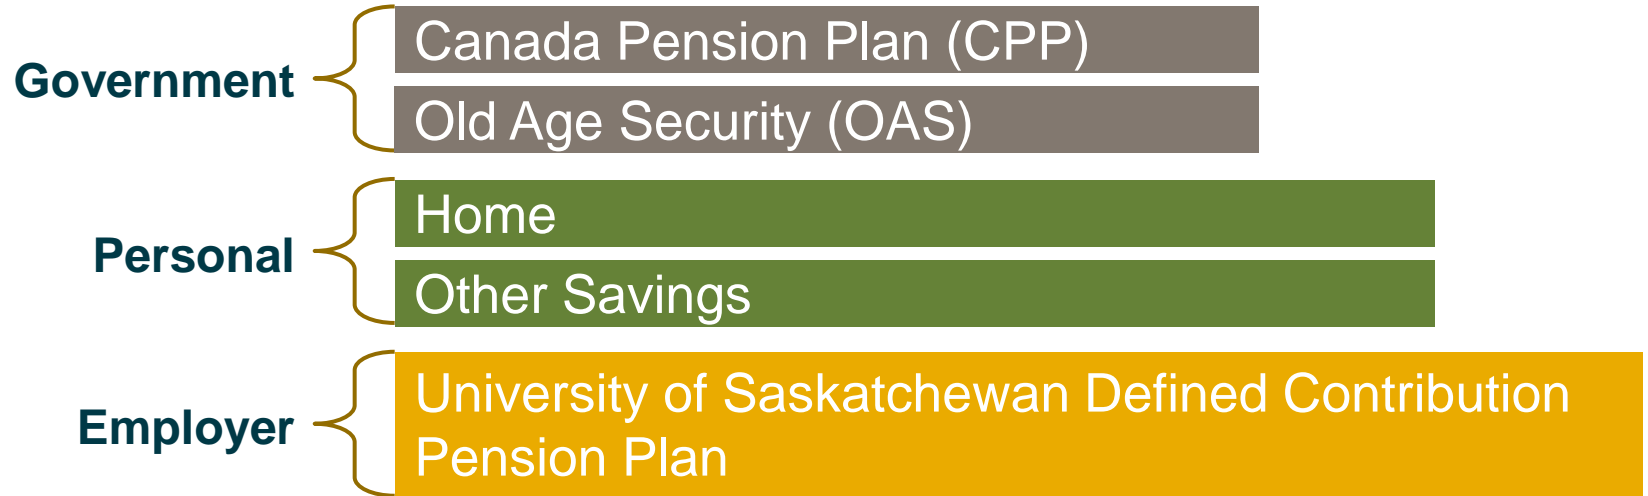 Government
Canada Pension Plan (CPP)
Old Age Security (OAS)
Personal
Home
Other Savings
Employer
University of Saskatchewan Defined Contribution
Pension Plan